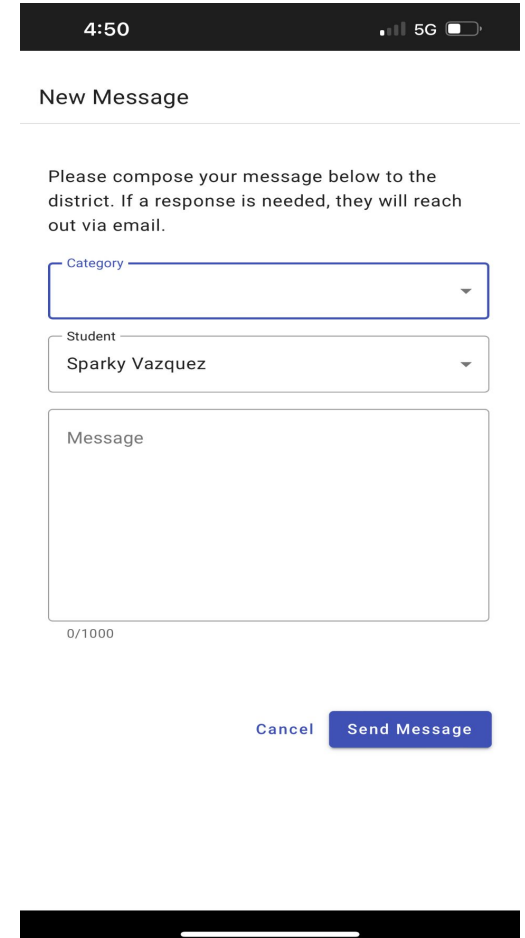 4:50
5G
New Message
Please compose your message below to the
district. If a response is needed, they will reach
out via email.
Category
Student
Sparky Vazquez
Message
0/1000
Cancel
Send Message